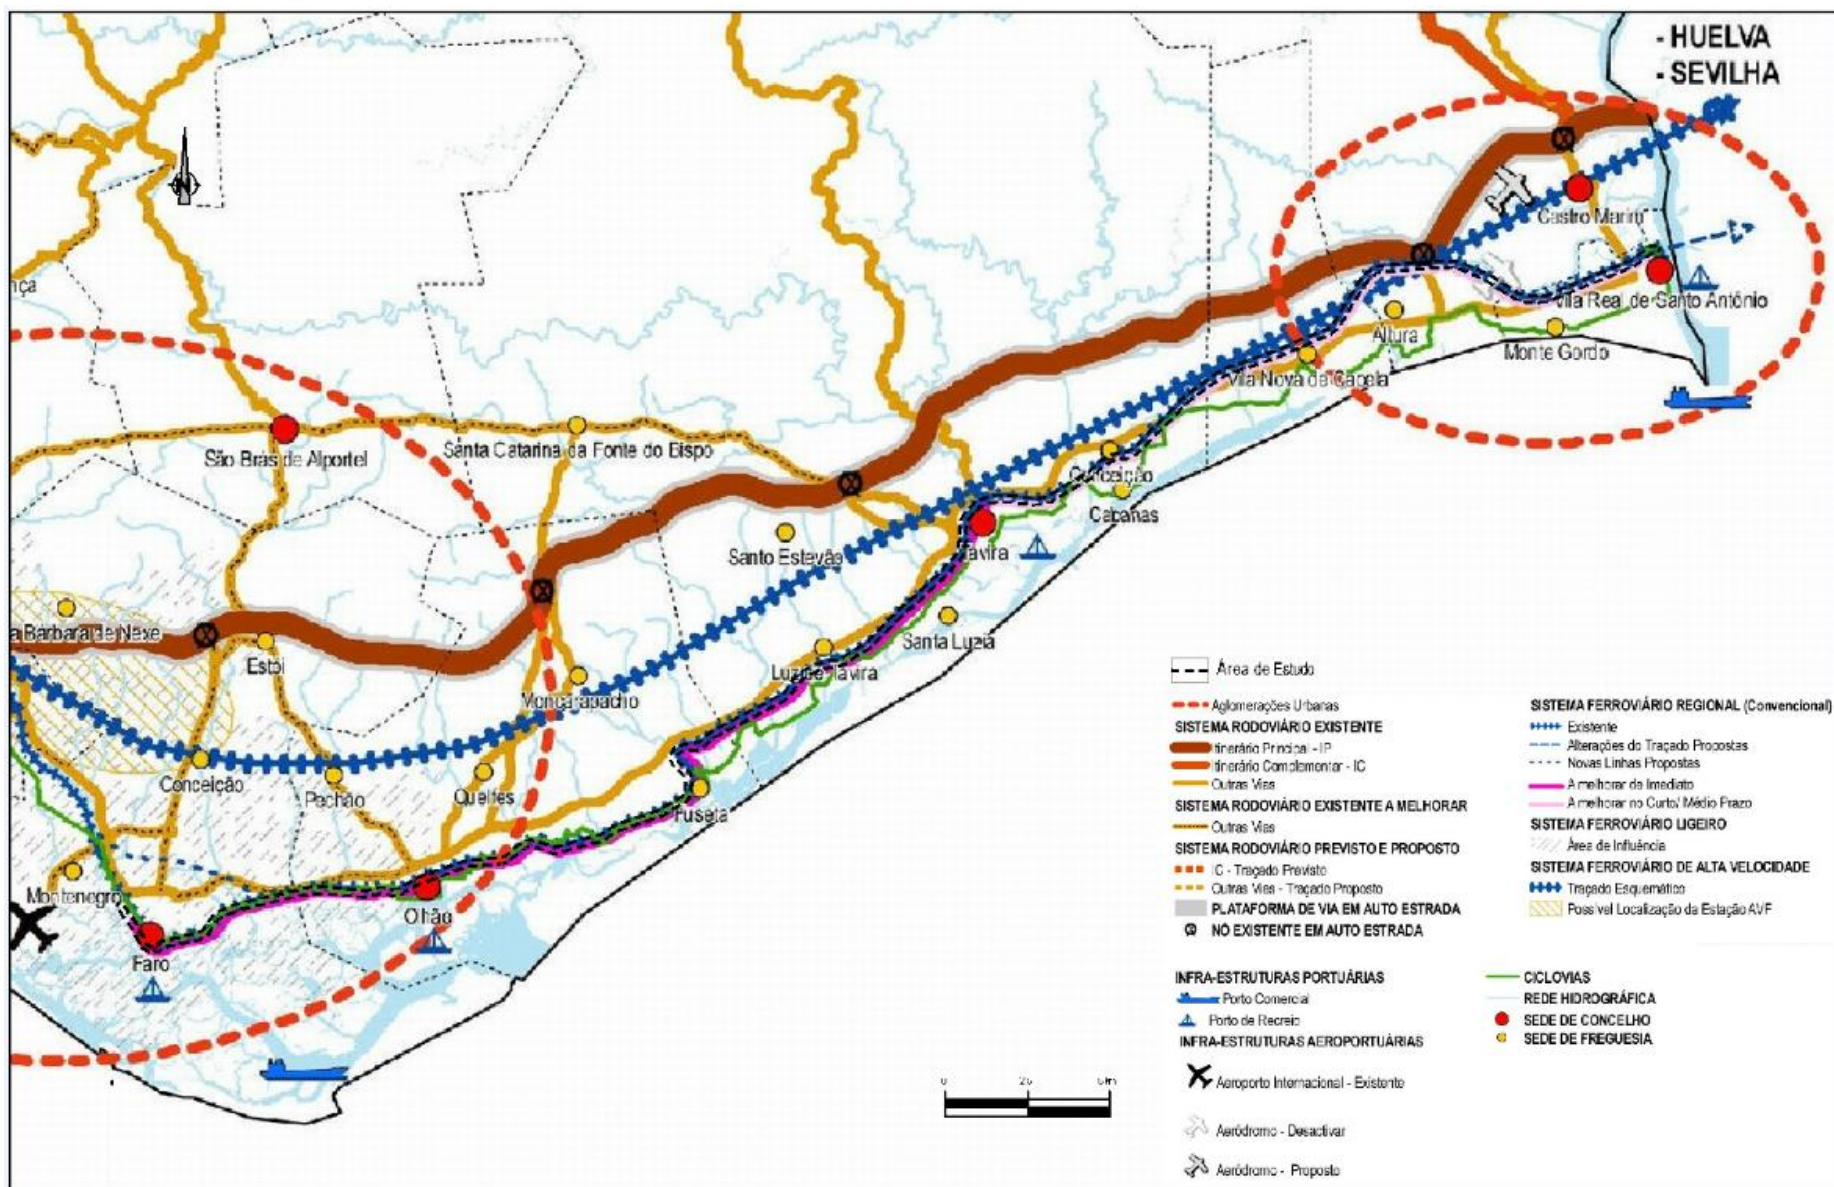 - HUELVA
- SEVILHA
Castro Marim
Vila Real de Santo António
Altura
Monte Gordo
Vila Nova de Cacela
São Brás de Alportel
Santa Catarina da Fonte do Bispo
Conceição
Cabanas
Santo Estevão
Tavira
a Bárbara de Nexe
Estoi
Santa Luzia
Luz de Tavira
Moncarapacho
Conceição
Pechão
Quelfes
Fuseta
Montenegro
Olhão
Faro
Área de Estudo
Aglomerações Urbanas
SISTEMA RODOVIÁRIO EXISTENTE
Itinerário Principal - IP
Itinerário Complementar - IC
Outras Vias
SISTEMA RODOVIÁRIO EXISTENTE A MELHORAR
Outras Vias
SISTEMA RODOVIÁRIO PREVISTO E PROPOSTO
IC - Traçado Previsto
Outras Vias - Traçado Proposto
PLATAFORMA DE VIA EM AUTO ESTRADA
NÓ EXISTENTE EM AUTO ESTRADA
INFRA-ESTRUTURAS PORTUÁRIAS
Porto Comercial
Porto de Recreio
INFRA-ESTRUTURAS AEROPORTUÁRIAS
Aeroporto Internacional - Existente
Aeródromo - Desactivar
Aeródromo - Proposto
SISTEMA FERROVIÁRIO REGIONAL (Convencional)
Existente
Alterações do Traçado Propostas
Novas Linhas Propostas
A melhorar de Imediato
A melhorar no Curto/ Médio Prazo
SISTEMA FERROVIÁRIO LIGEIRO
Área de Influência
SISTEMA FERROVIÁRIO DE ALTA VELOCIDADE
Traçado Esquemático
Possível Localização da Estação AVF
CICLOVIAS
REDE HIDROGRÁFICA
SEDE DE CONCELHO
SEDE DE FREGUESIA